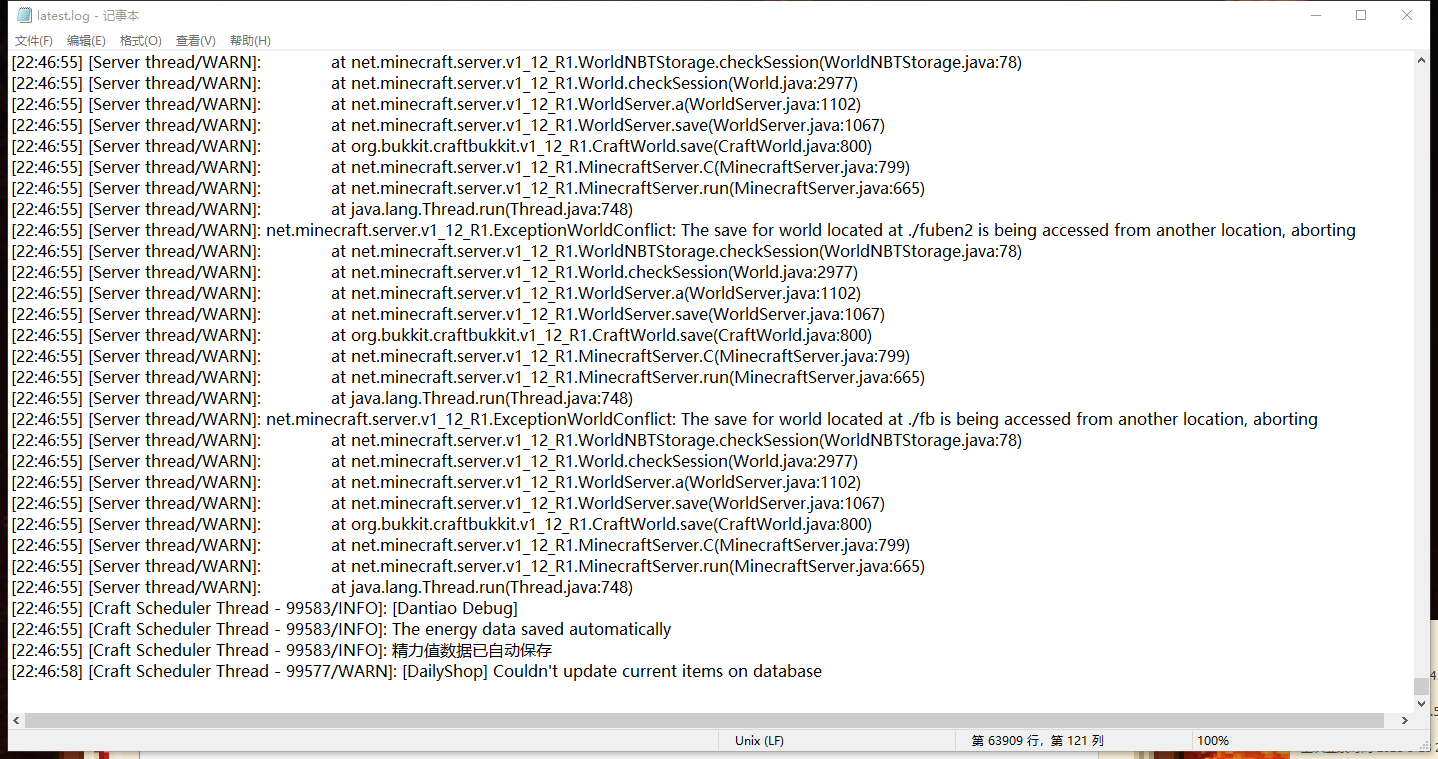 latest.log - 记事本
文件(F) 编辑(E) 格式(O) 查看(V) 帮助(H)
[22:46:55] [Server thread/WARN]: at net.minecraft.server.v1_12_R1.WorldNBTStorage.checkSession(WorldNBTStorage.java:78)
[22:46:55] [Server thread/WARN]: at net.minecraft.server.v1_12_R1.World.checkSession(World.java:2977)
[22:46:55] [Server thread/WARN]: at net.minecraft.server.v1_12_R1.WorldServer.a(WorldServer.java:1102)
[22:46:55] [Server thread/WARN]: at net.minecraft.server.v1_12_R1.WorldServer.save(WorldServer.java:1067)
[22:46:55] [Server thread/WARN]: at org.bukkit.craftbukkit.v1_12_R1.CraftWorld.save(CraftWorld.java:800)
[22:46:55] [Server thread/WARN]: at net.minecraft.server.v1_12_R1.MinecraftServer.C(MinecraftServer.java:799)
[22:46:55] [Server thread/WARN]: at net.minecraft.server.v1_12_R1.MinecraftServer.run(MinecraftServer.java:665)
[22:46:55] [Server thread/WARN]: at java.lang.Thread.run(Thread.java:748)
[22:46:55] [Server thread/WARN]: net.minecraft.server.v1_12_R1.ExceptionWorldConflict: The save for world located at ./fuben2 is being accessed from another location, aborting
[22:46:55] [Server thread/WARN]: at net.minecraft.server.v1_12_R1.WorldNBTStorage.checkSession(WorldNBTStorage.java:78)
[22:46:55] [Server thread/WARN]: at net.minecraft.server.v1_12_R1.World.checkSession(World.java:2977)
[22:46:55] [Server thread/WARN]: at net.minecraft.server.v1_12_R1.WorldServer.a(WorldServer.java:1102)
[22:46:55] [Server thread/WARN]: at net.minecraft.server.v1_12_R1.WorldServer.save(WorldServer.java:1067)
[22:46:55] [Server thread/WARN]: at org.bukkit.craftbukkit.v1_12_R1.CraftWorld.save(CraftWorld.java:800)
[22:46:55] [Server thread/WARN]: at net.minecraft.server.v1_12_R1.MinecraftServer.C(MinecraftServer.java:799)
[22:46:55] [Server thread/WARN]: at net.minecraft.server.v1_12_R1.MinecraftServer.run(MinecraftServer.java:665)
[22:46:55] [Server thread/WARN]: at java.lang.Thread.run(Thread.java:748)
[22:46:55] [Server thread/WARN]: net.minecraft.server.v1_12_R1.ExceptionWorldConflict: The save for world located at ./fb is being accessed from another location, aborting
[22:46:55] [Server thread/WARN]: at net.minecraft.server.v1_12_R1.WorldNBTStorage.checkSession(WorldNBTStorage.java:78)
[22:46:55] [Server thread/WARN]: at net.minecraft.server.v1_12_R1.World.checkSession(World.java:2977)
[22:46:55] [Server thread/WARN]: at net.minecraft.server.v1_12_R1.WorldServer.a(WorldServer.java:1102)
[22:46:55] [Server thread/WARN]: at net.minecraft.server.v1_12_R1.WorldServer.save(WorldServer.java:1067)
[22:46:55] [Server thread/WARN]: at org.bukkit.craftbukkit.v1_12_R1.CraftWorld.save(CraftWorld.java:800)
[22:46:55] [Server thread/WARN]: at net.minecraft.server.v1_12_R1.MinecraftServer.C(MinecraftServer.java:799)
[22:46:55] [Server thread/WARN]: at net.minecraft.server.v1_12_R1.MinecraftServer.run(MinecraftServer.java:665)
[22:46:55] [Server thread/WARN]: at java.lang.Thread.run(Thread.java:748)
[22:46:55] [Craft Scheduler Thread - 99583/INFO]: [Dantiao Debug]
[22:46:55] [Craft Scheduler Thread - 99583/INFO]: The energy data saved automatically
[22:46:55] [Craft Scheduler Thread - 99583/INFO]: 精力值数据已自动保存
[22:46:58] [Craft Scheduler Thread - 99577/WARN]: [DailyShop] Couldn't update current items on database
Unix (LF) 第 63909 行，第 121 列 100%